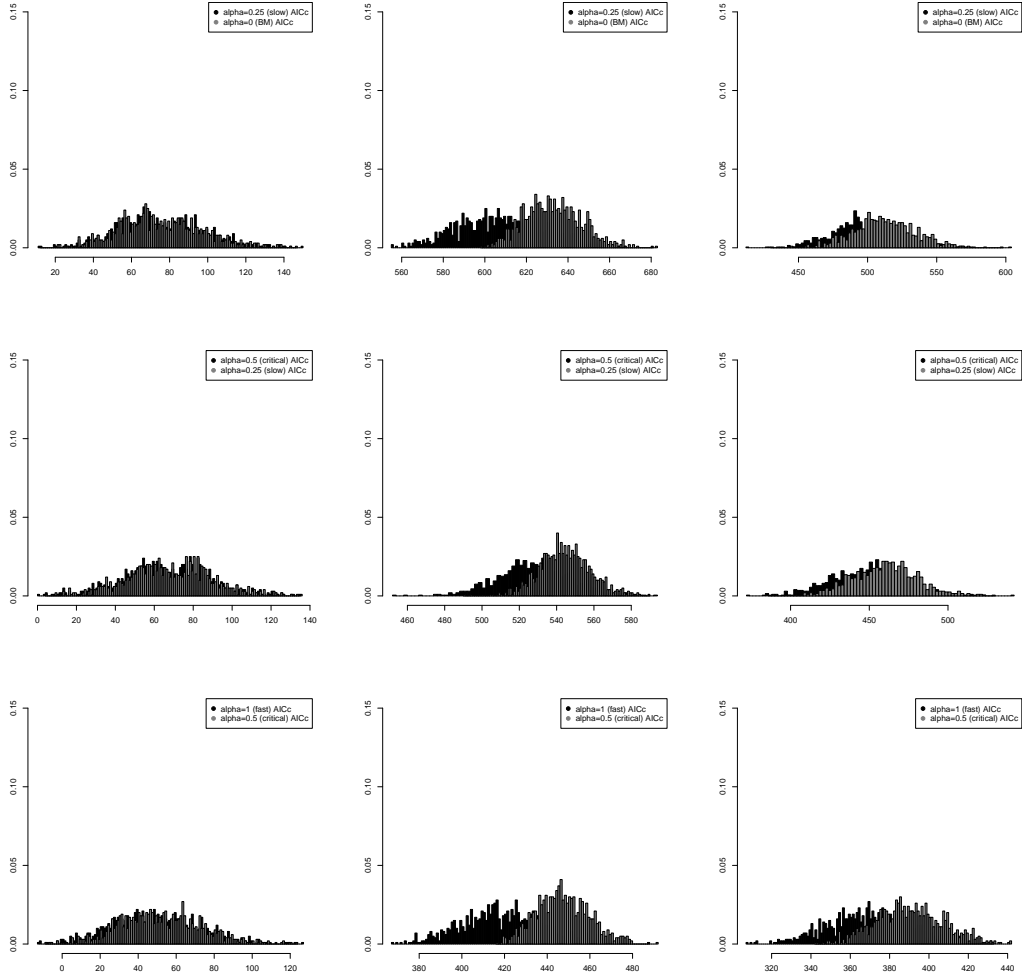 alpha=0.25 (slow) AICc
alpha=0 (BM) AICc
0.00 0.05 0.10 0.15
20 40 60 80 100 120 140
alpha=0.25 (slow) AICc
alpha=0 (BM) AICc
0.00 0.05 0.10 0.15
560 580 600 620 640 660 680
alpha=0.25 (slow) AICc
alpha=0 (BM) AICc
0.00 0.05 0.10 0.15
450 500 550 600
alpha=0.5 (critical) AICc
alpha=0.25 (slow) AICc
0.00 0.05 0.10 0.15
0 20 40 60 80 100 120 140
alpha=0.5 (critical) AICc
alpha=0.25 (slow) AICc
0.00 0.05 0.10 0.15
460 480 500 520 540 560 580
alpha=0.5 (critical) AICc
alpha=0.25 (slow) AICc
0.00 0.05 0.10 0.15
400 450 500
alpha=1 (fast) AICc
alpha=0.5 (critical) AICc
0.00 0.05 0.10 0.15
0 20 40 60 80 100 120
alpha=1 (fast) AICc
alpha=0.5 (critical) AICc
0.00 0.05 0.10 0.15
380 400 420 440 460 480
alpha=1 (fast) AICc
alpha=0.5 (critical) AICc
0.00 0.05 0.10 0.15
320 340 360 380 400 420 440